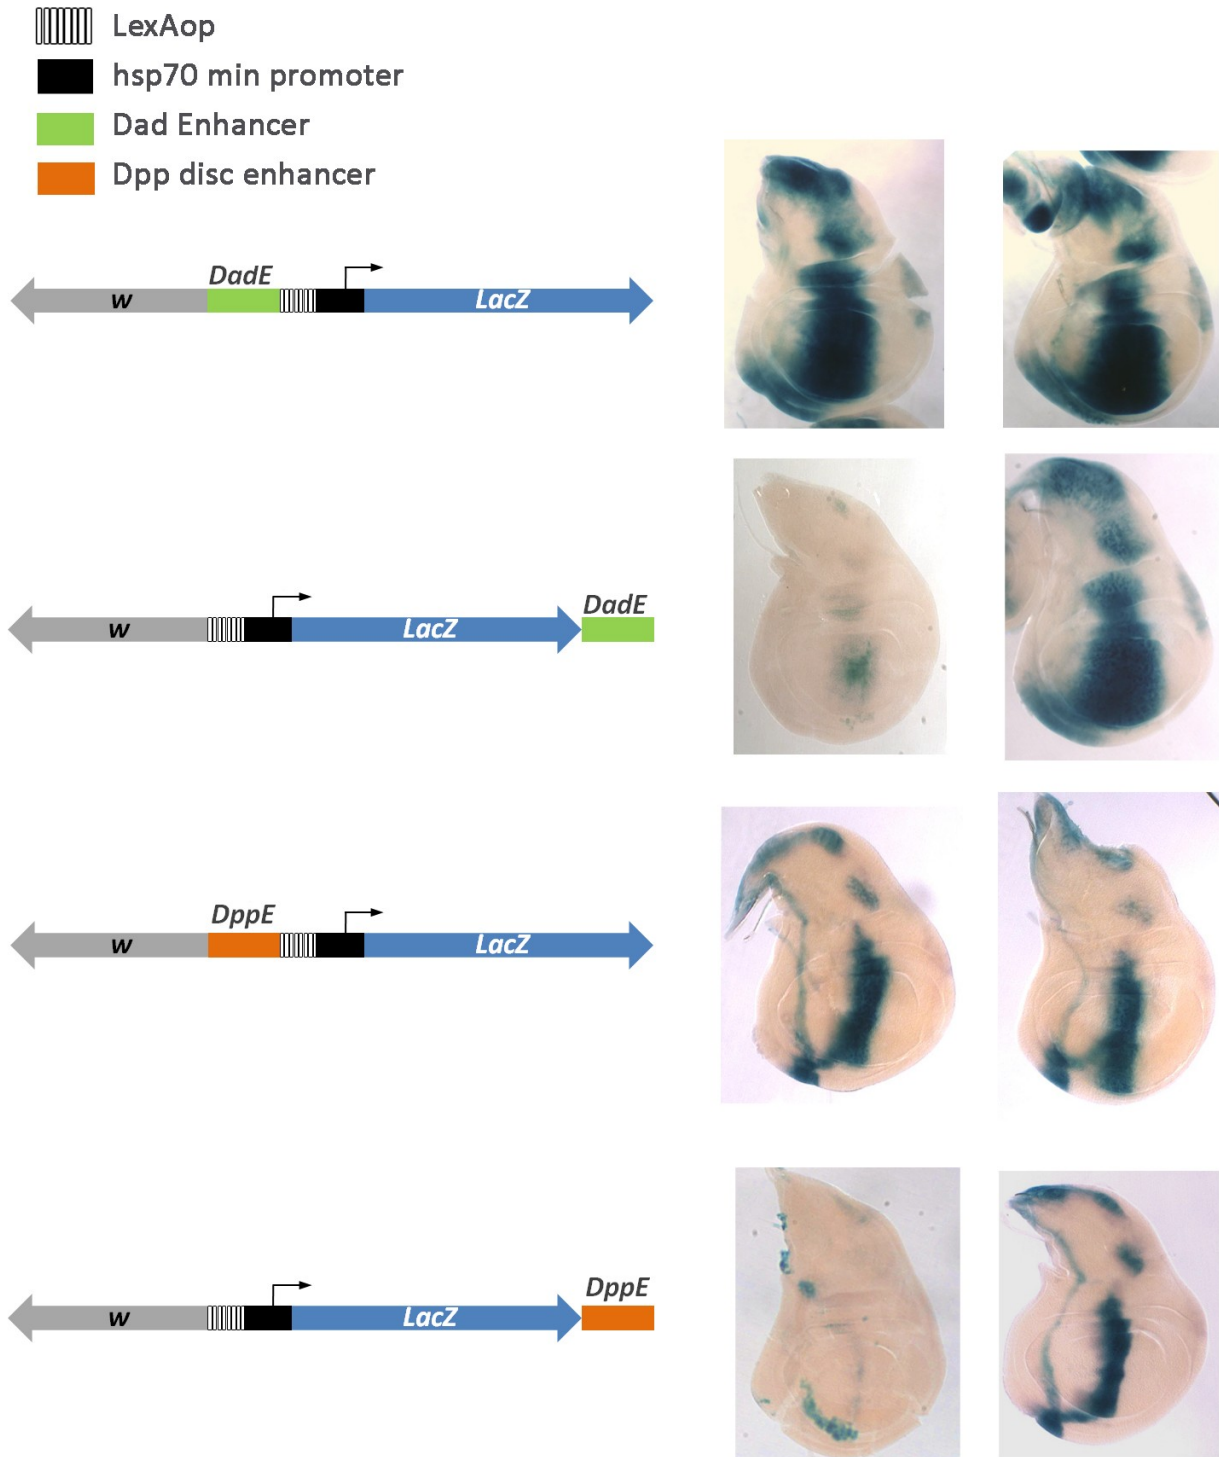 LexAop
hsp70 min promoter
Dad Enhancer
Dpp disc enhancer
DadE
w LacZ
DadE
w LacZ
DppE
w LacZ
DppE
w LacZ